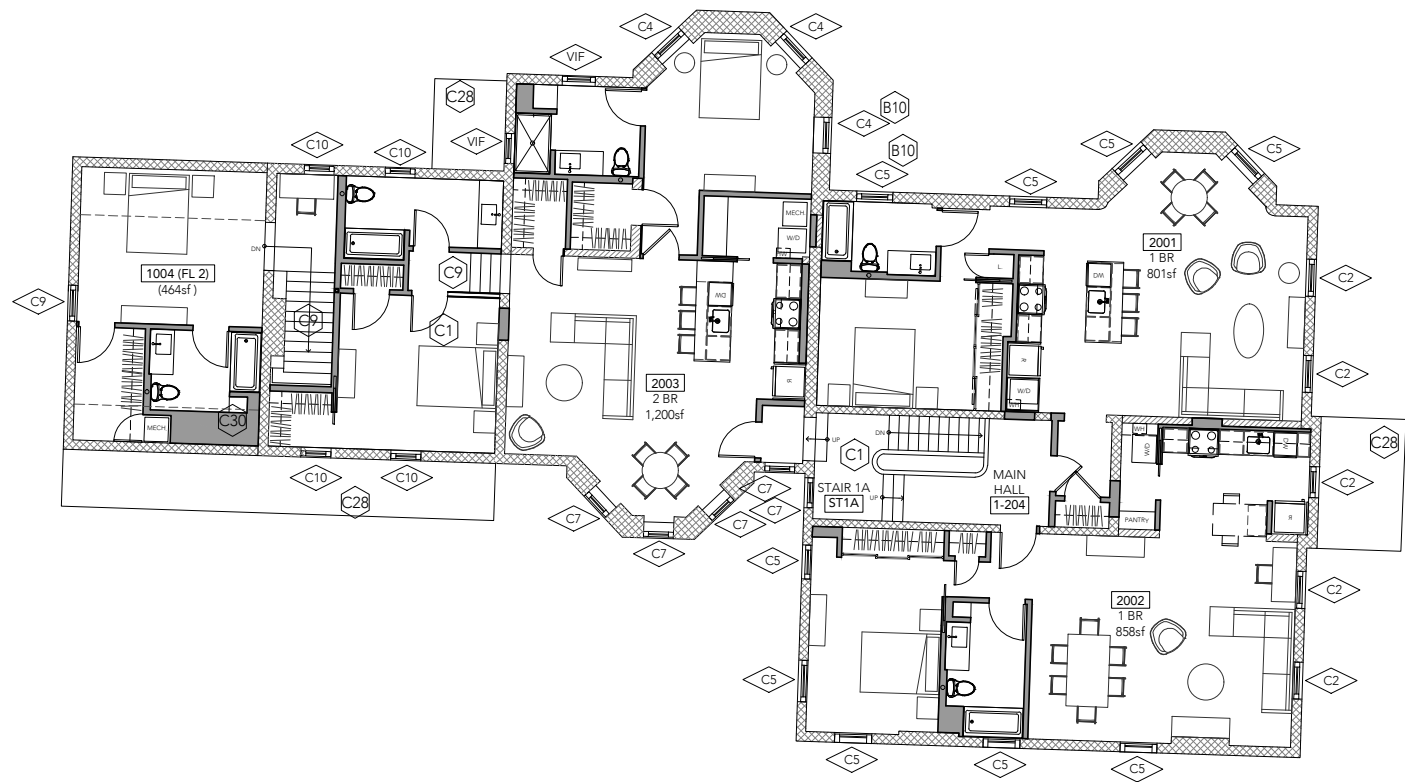 C4
C4
VIF
C28
C4
B10
VIF
C10
C10
B10
C5
C5
C5
C5
MECH.
W/D
2001
1 BR
801sf
DN
L
C9
1004 (FL 2)
(464sf )
C2
C9
DW
DW
C9
C1
2003
2 BR
1,200sf
R
R
W/D
WH
C2
MECH.
C30
UP
DN
C1
WH
W/D
DW
C28
C10
C10
C28
C7
C7
C7
C7
C7
STAIR 1A
ST1A
UP
MAIN
HALL
1-204
PANTRY
R
C2
C5
2002
1 BR
858sf
C2
C5
C2
C5
C5
C5